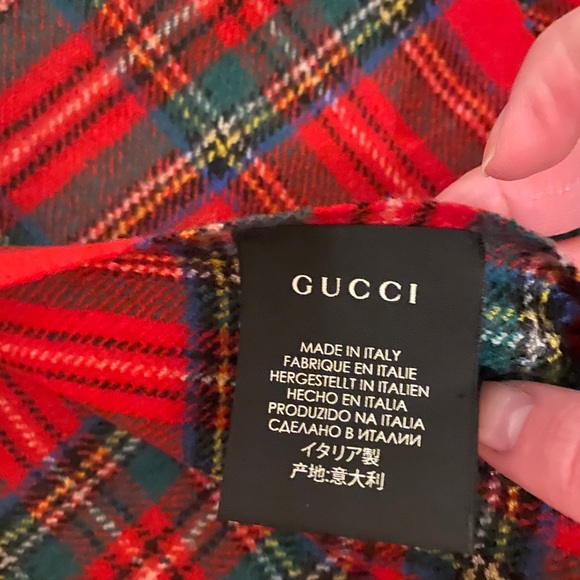 GUCCI
MADE IN ITALY
FABRIQUE EN ITALIE
HERGESTELLT IN ITALIEN
HECHO EN ITALIA
PRODUZIDO NA ITALIA
СДЕЛАНО В ИТАЛИИ
イタリア製
产地:意大利